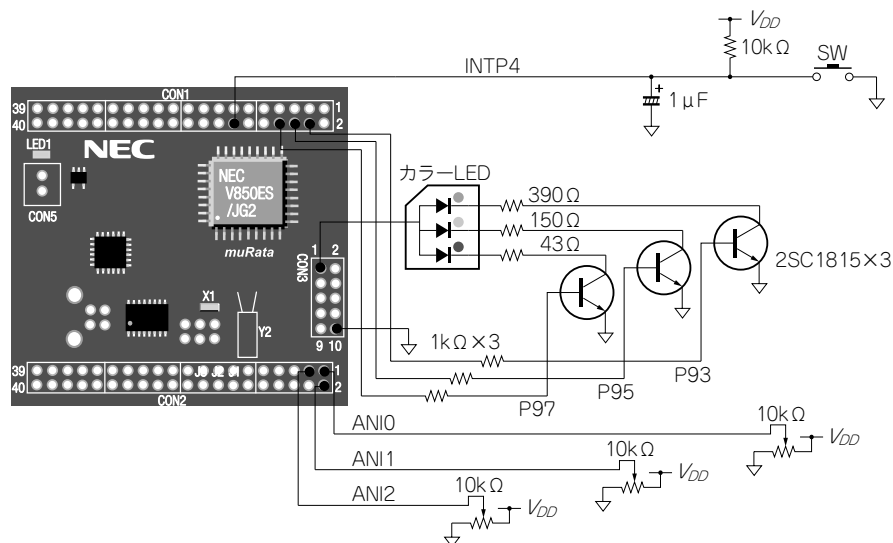 VDD
10kΩ
SW
INTP4
1μF
CON1
39
1
40
2
LED1
NEC
NEC
V850ES
/JG2
CON5
muRata
カラーLED
390Ω
150Ω
43Ω
2SC1815×3
1 2
CON3
9 10
X1
Y2
1kΩ×3
P97
P95
P93
39
1
40
2
J3 J2 J1
CON2
ANI0
10kΩ
VDD
ANI1
10kΩ
VDD
ANI2
10kΩ
VDD